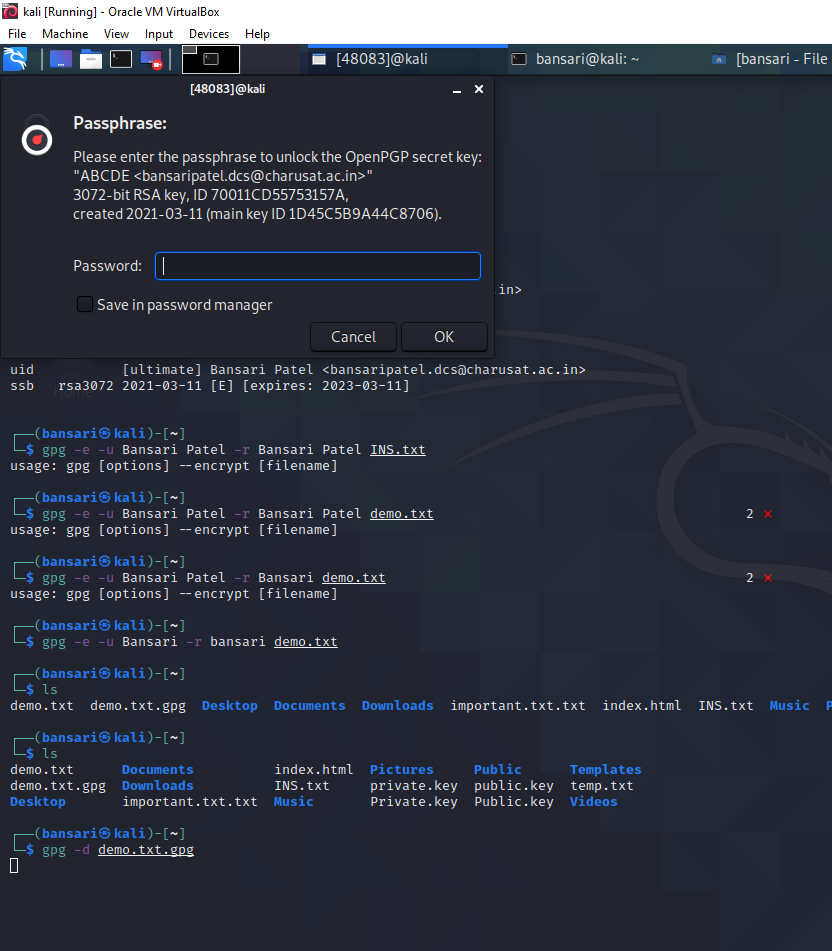 kali [Running] - Oracle VM VirtualBox
File Machine View Input Devices Help
[48083]@kali bansari@kali: ~ [bansari - File
[48083]@kali
Passphrase:
Please enter the passphrase to unlock the OpenPGP secret key:
"ABCDE <bansaripatel.dcs@charusat.ac.in>"
3072-bit RSA key, ID 70011CD55753157A,
created 2021-03-11 (main key ID 1D45C5B9A44C8706).
Password:
in>
Save in password manager
Cancel OK
uid [ultimate] Bansari Patel <bansaripatel.dcs@charusat.ac.in>
ssb rsa3072 2021-03-11 [E] [expires: 2023-03-11]
┌──(bansari㉿kali)-[~]
└─$ gpg -e -u Bansari Patel -r Bansari Patel INS.txt
usage: gpg [options] --encrypt [filename]
┌──(bansari㉿kali)-[~]
└─$ gpg -e -u Bansari Patel -r Bansari Patel demo.txt 2 ⨯
usage: gpg [options] --encrypt [filename]
┌──(bansari㉿kali)-[~]
└─$ gpg -e -u Bansari Patel -r Bansari demo.txt 2 ⨯
usage: gpg [options] --encrypt [filename]
┌──(bansari㉿kali)-[~]
└─$ gpg -e -u Bansari -r bansari demo.txt
┌──(bansari㉿kali)-[~]
└─$ ls
demo.txt demo.txt.gpg Desktop Documents Downloads important.txt.txt index.html INS.txt Music P
┌──(bansari㉿kali)-[~]
└─$ ls
demo.txt Documents index.html Pictures Public Templates
demo.txt.gpg Downloads INS.txt private.key public.key temp.txt
Desktop important.txt.txt Music Private.key Public.key Videos
┌──(bansari㉿kali)-[~]
└─$ gpg -d demo.txt.gpg